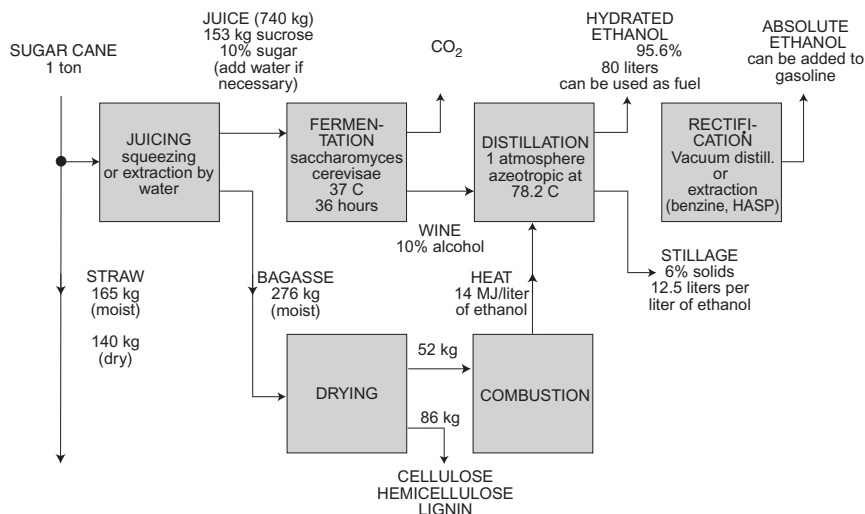 SUGAR CANE
1 ton
JUICE (740 kg)
153 kg sucrose
10% sugar
(add water if
necessary)
CO2
HYDRATED
ETHANOL
95.6%
80 liters
can be used as fuel
ABSOLUTE
ETHANOL
can be added to
gasoline
JUICING
squeezing
or extraction by
water
FERMEN-
TATION
saccharomyces
cerevisae
37 C
36 hours
DISTILLATION
1 atmosphere
azeotropic at
78.2 C
RECTIFI-
CATION
Vacuum distill.
or
extraction
(benzine, HASP)
WINE
10% alcohol
STRAW
165 kg
(moist)
140 kg
(dry)
BAGASSE
276 kg
(moist)
HEAT
14 MJ/liter
of ethanol
STILLAGE
6% solids
12.5 liters per
liter of ethanol
DRYING
52 kg
86 kg
COMBUSTION
CELLULOSE
HEMICELLULOSE
LIGNIN